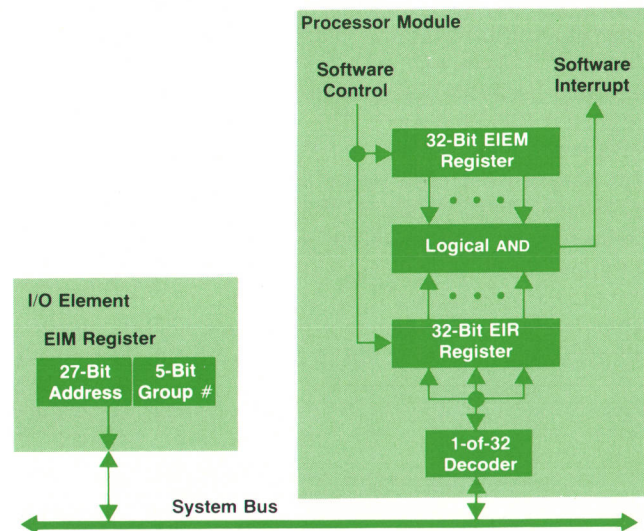 Processor Module
Software
Control
Software
Interrupt
32-Bit EIEM
Register
Logical AND
32-Bit EIR
Register
1-of-32
Decoder
I/O Element
EIM Register
27-Bit
Address
5-Bit
Group #
System Bus